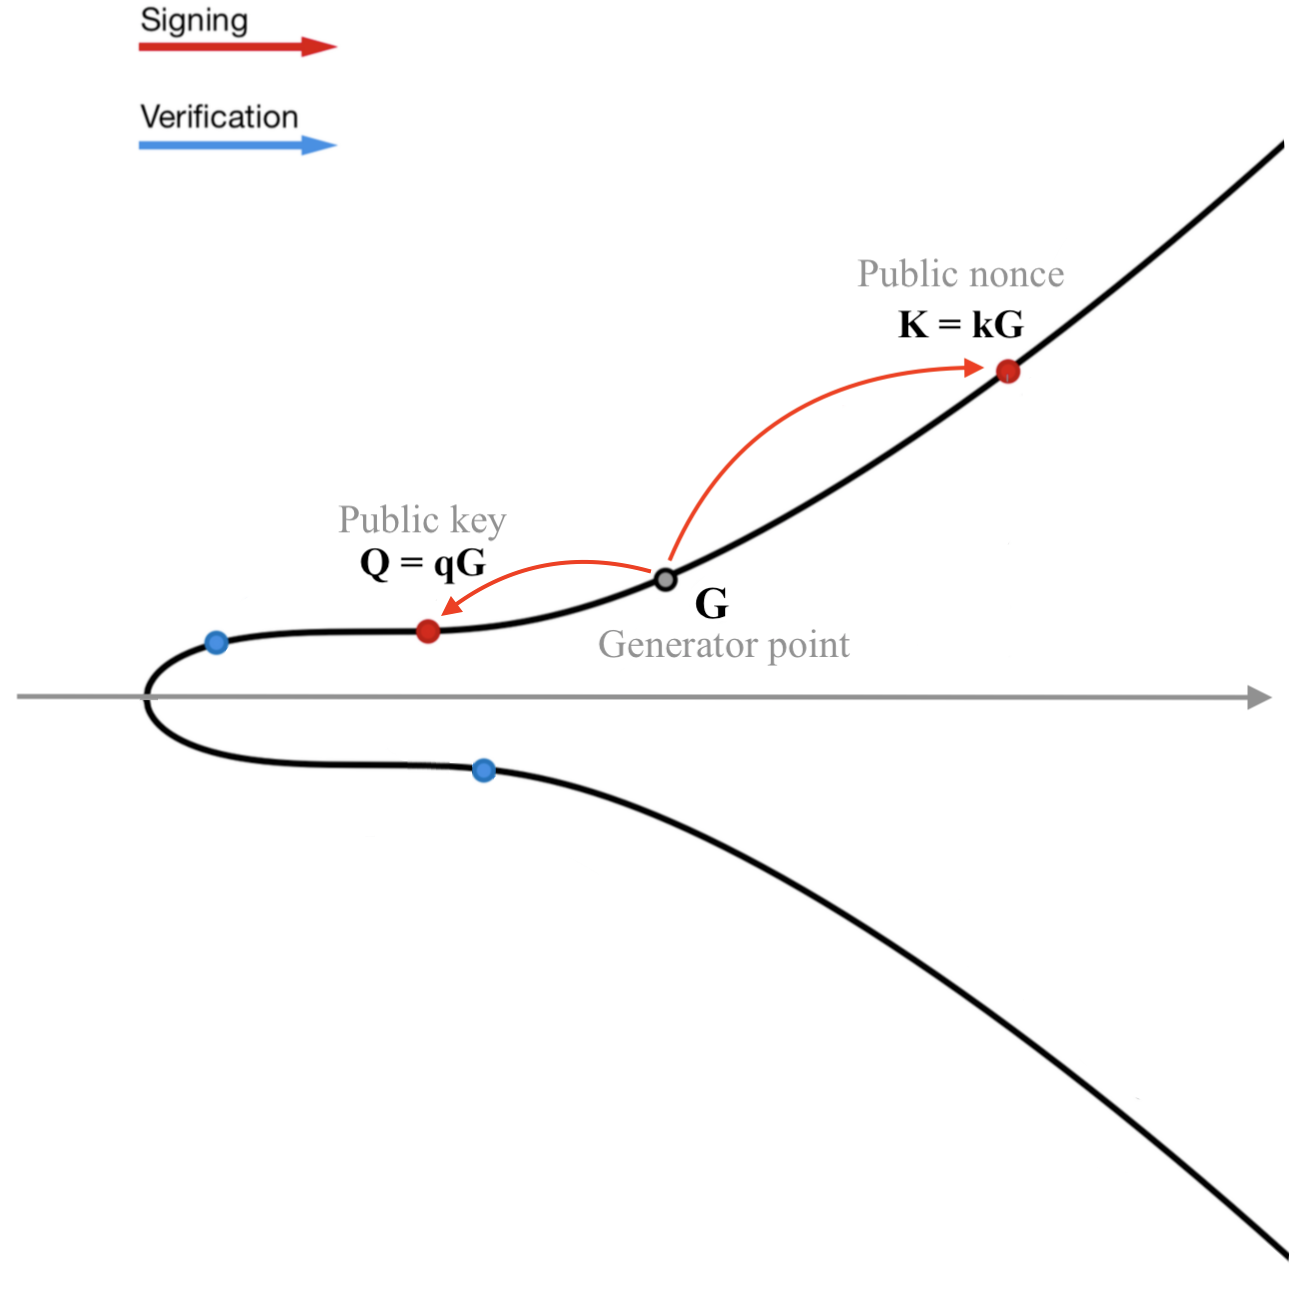 Signing
Verification
Public nonce
K = kG
Public key
Q = qG
G
Generator point